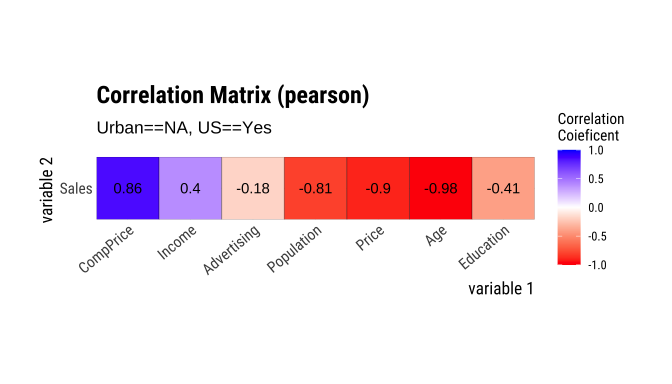 Correlation Matrix (pearson)
Urban==NA, US==Yes
Correlation
Coieficent
1.0
0.5
0.0
-0.5
-1.0
variable 2
Sales
0.86
0.4
-0.18
-0.81
-0.9
-0.98
-0.41
CompPrice
Income
Advertising
Population
Price
Age
Education
variable 1